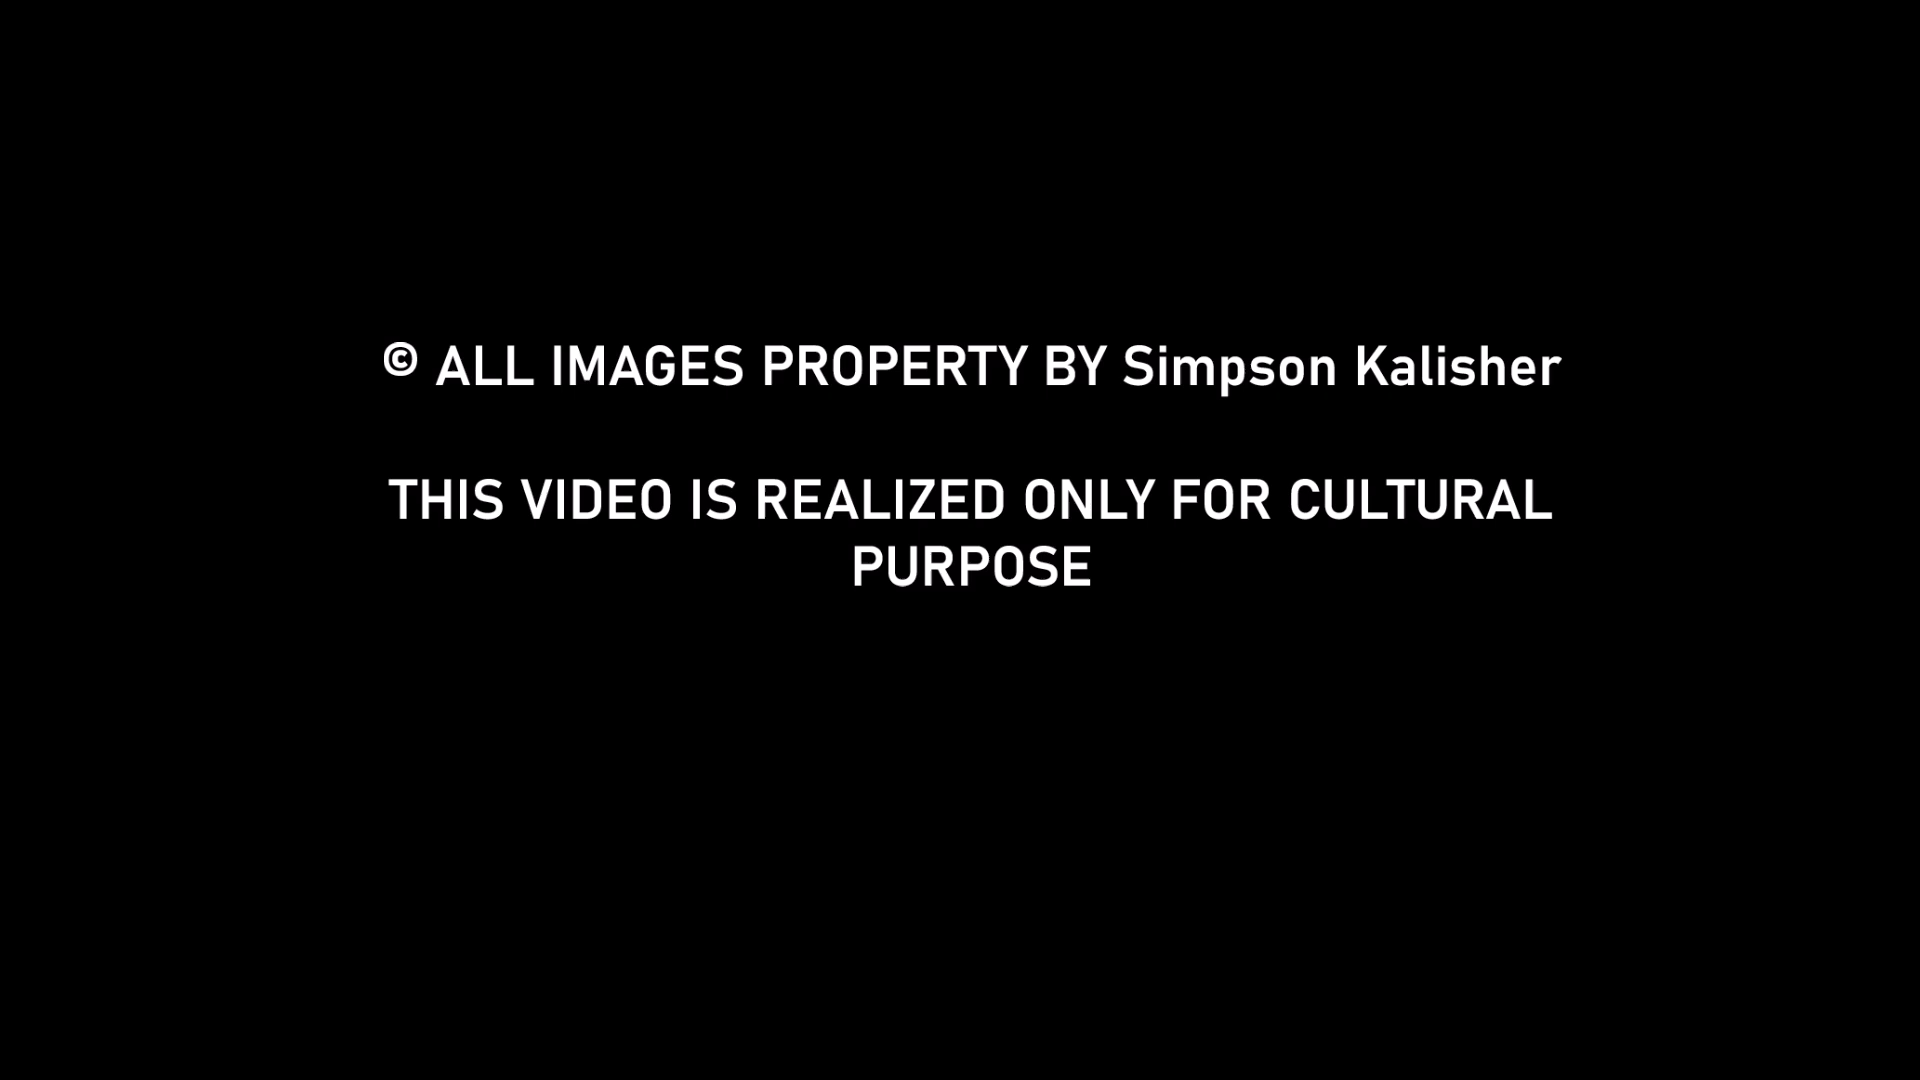 © ALL IMAGES PROPERTY BY Simpson Kalisher
THIS VIDEO IS REALIZED ONLY FOR CULTURAL
PURPOSE